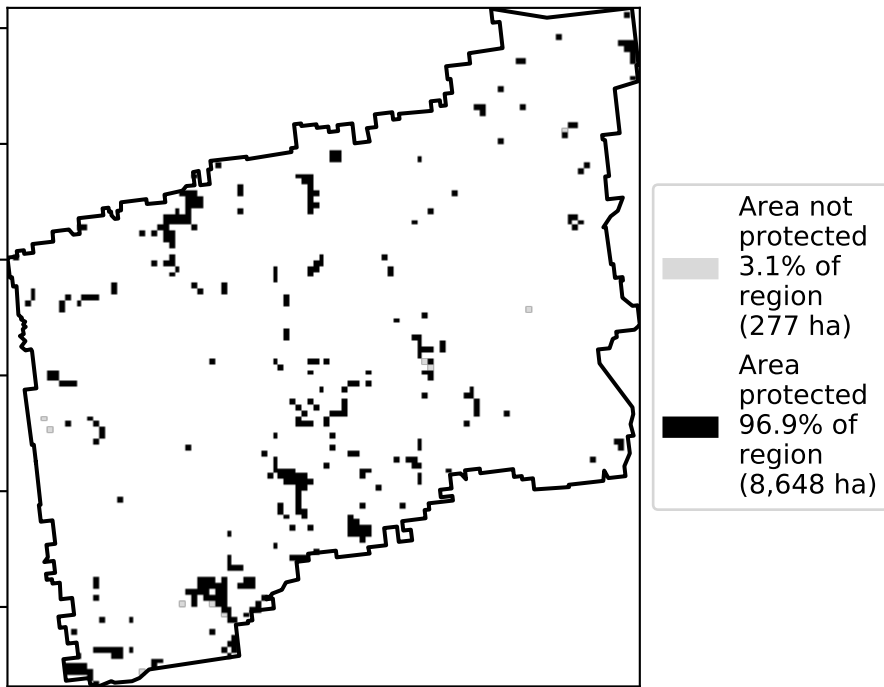 Area not
protected
3.1% of
region
(277 ha)
Area
protected
96.9% of
region
(8,648 ha)